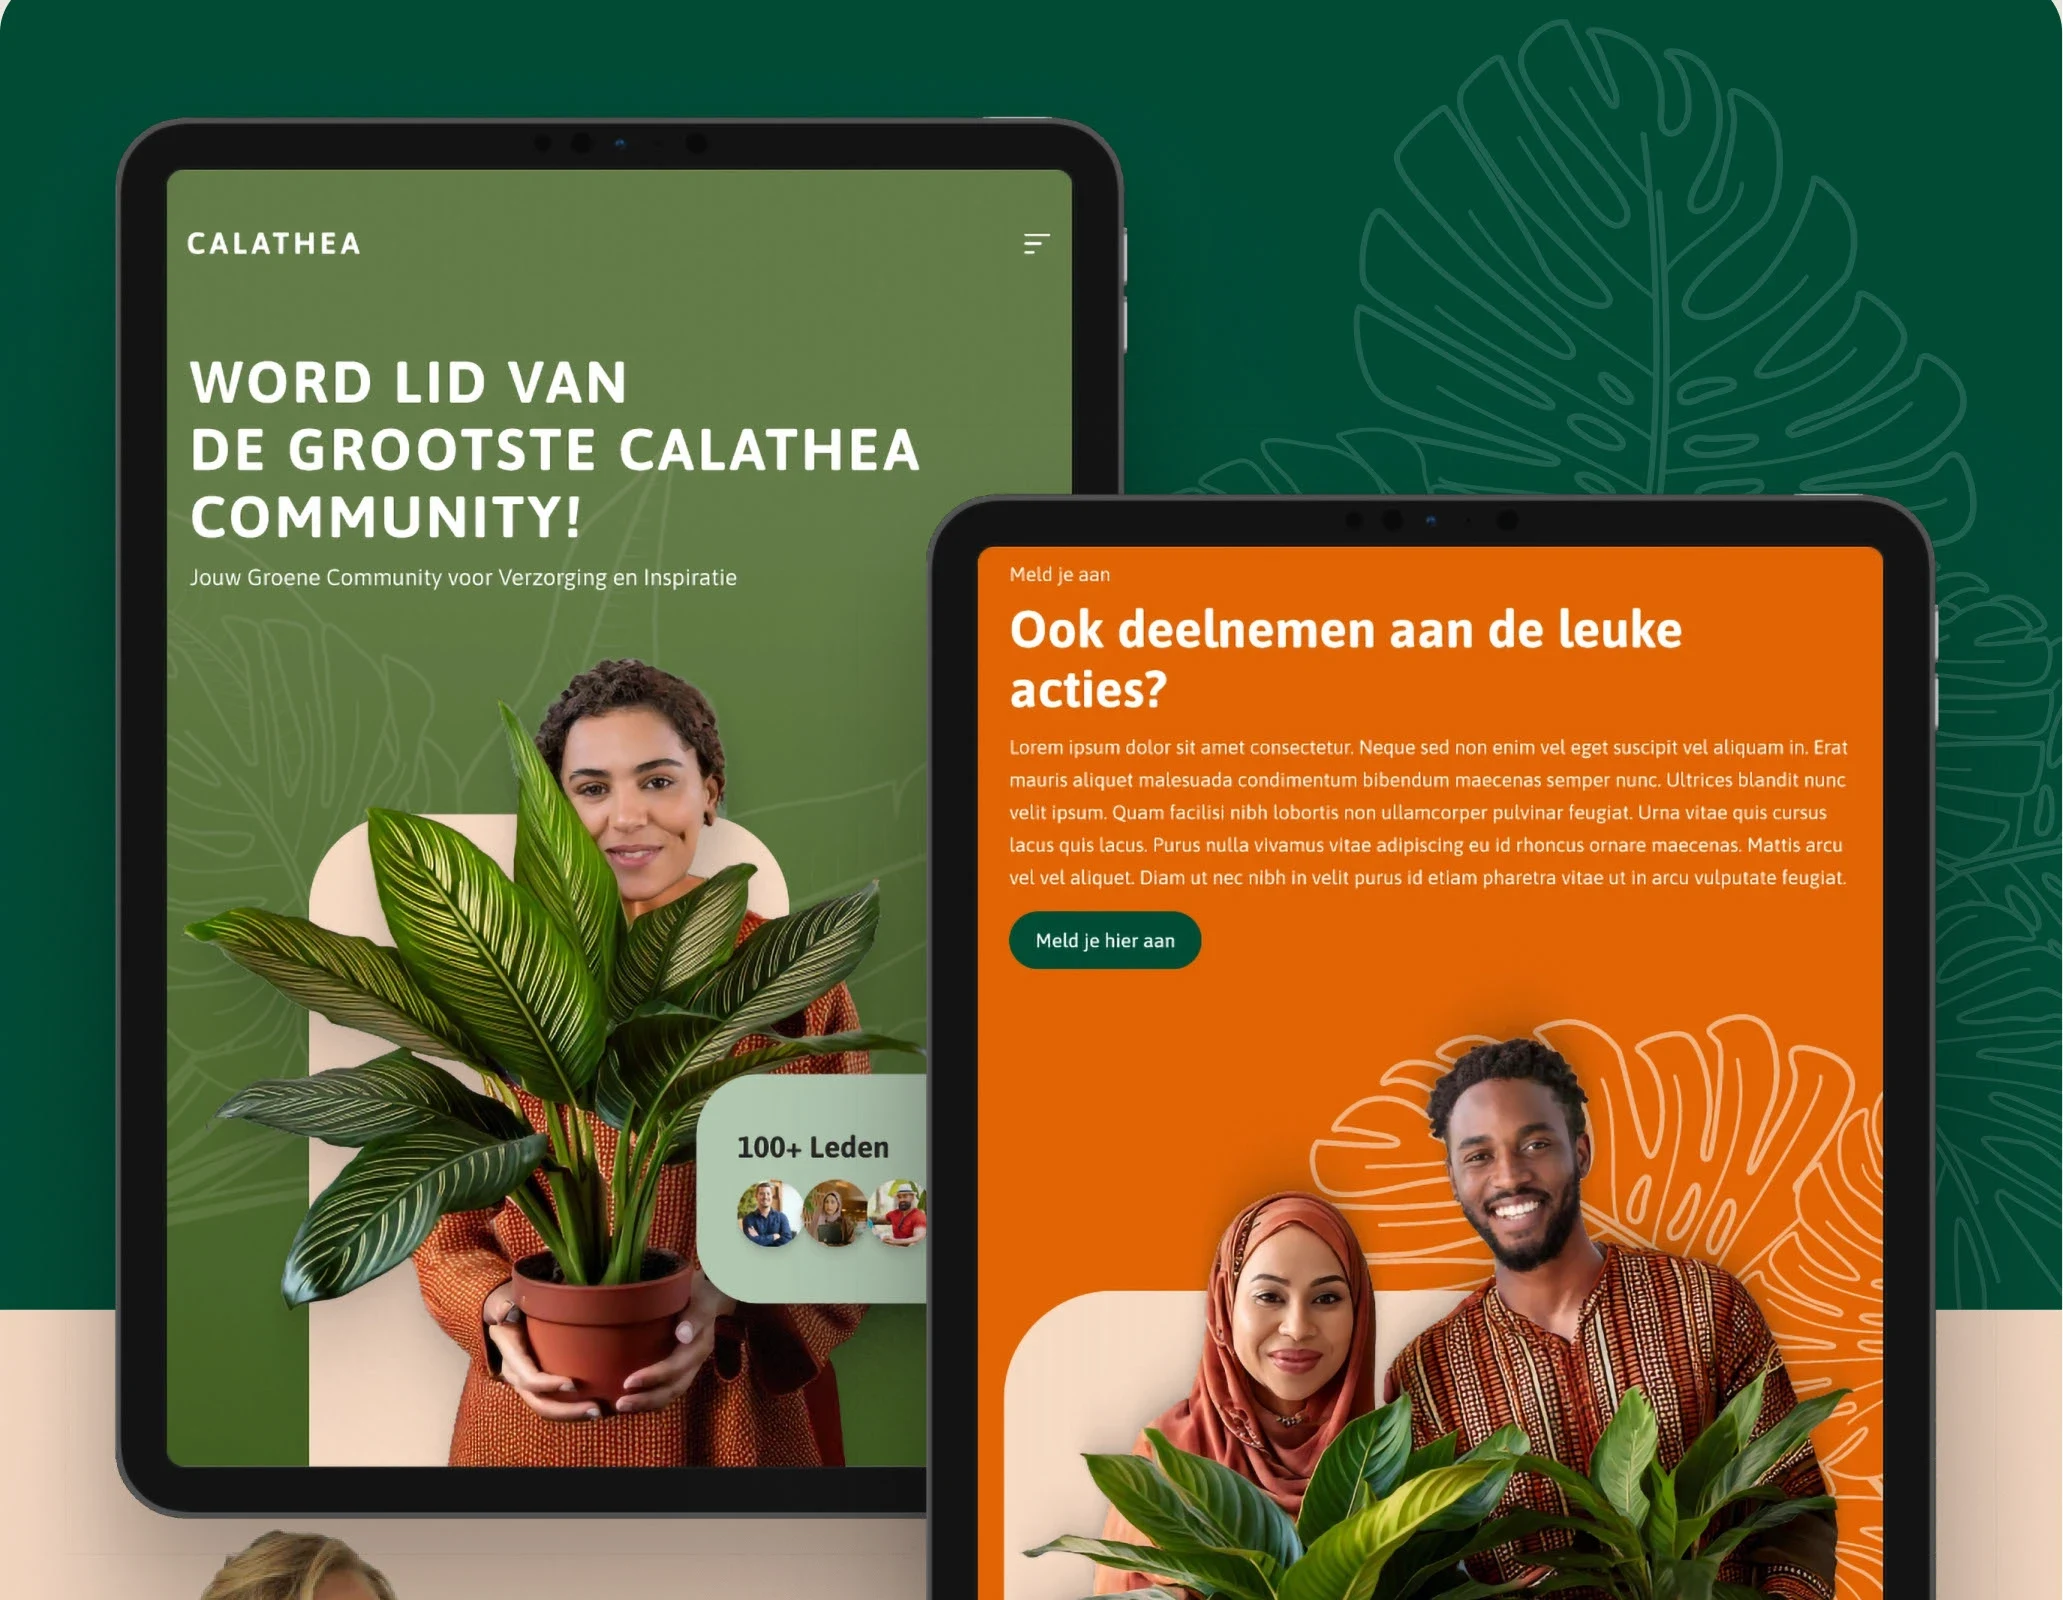 CALATHEA
WORD LID VAN
DE GROOTSTE CALATHEA
COMMUNITY!
Jouw Groene Community voor Verzorging en Inspiratie
100+ Leden
Meld je aan
Ook deelnemen aan de leuke
acties?
Lorem ipsum dolor sit amet consectetur. Neque sed non enim vel eget suscipit vel aliquam in. Erat
mauris aliquet malesuada condimentum bibendum maecenas semper nunc. Ultrices blandit nunc
velit ipsum. Quam facilisi nibh lobortis non ullamcorper pulvinar feugiat. Urna vitae quis cursus
lacus quis lacus. Purus nulla vivamus vitae adipiscing eu id rhoncus ornare maecenas. Mattis arcu
vel vel aliquet. Diam ut nec nibh in velit purus id etiam pharetra vitae ut in arcu vulputate feugiat.
Meld je hier aan